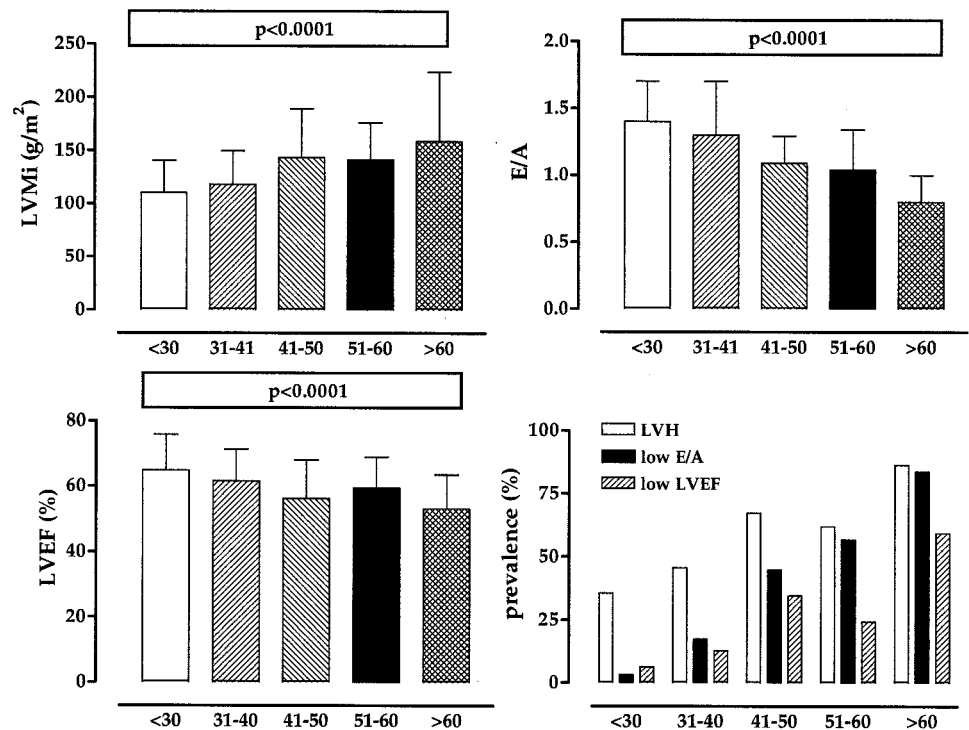 p<0.0001
250
200
150
100
50
0
LVMi (g/m²)
<30 31-41 41-50 51-60 >60
p<0.0001
2.0
1.5
1.0
0.5
0.0
E/A
<30 31-41 41-50 51-60 >60
p<0.0001
80
60
40
20
0
LVEF (%)
<30 31-40 41-50 51-60 >60
LVH
low E/A
low LVEF
100
75
50
25
0
prevalence (%)
<30 31-40 41-50 51-60 >60